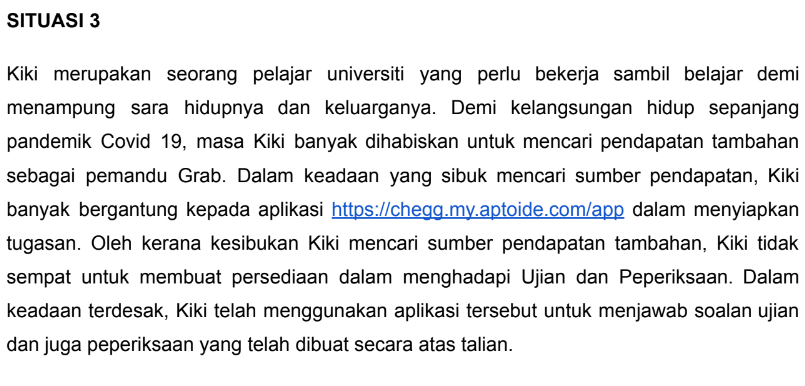 SITUASI 3
Kiki merupakan seorang pelajar universiti yang perlu bekerja sambil belajar demi
menampung sara hidupnya dan keluarganya. Demi kelangsungan hidup sepanjang
pandemik Covid 19, masa Kiki banyak dihabiskan untuk mencari pendapatan tambahan
sebagai pemandu Grab. Dalam keadaan yang sibuk mencari sumber pendapatan, Kiki
banyak bergantung kepada aplikasi https://chegg.my.aptoide.com/app dalam menyiapkan
tugasan. Oleh kerana kesibukan Kiki mencari sumber pendapatan tambahan, Kiki tidak
sempat untuk membuat persediaan dalam menghadapi Ujian dan Peperiksaan. Dalam
keadaan terdesak, Kiki telah menggunakan aplikasi tersebut untuk menjawab soalan ujian
dan juga peperiksaan yang telah dibuat secara atas talian.